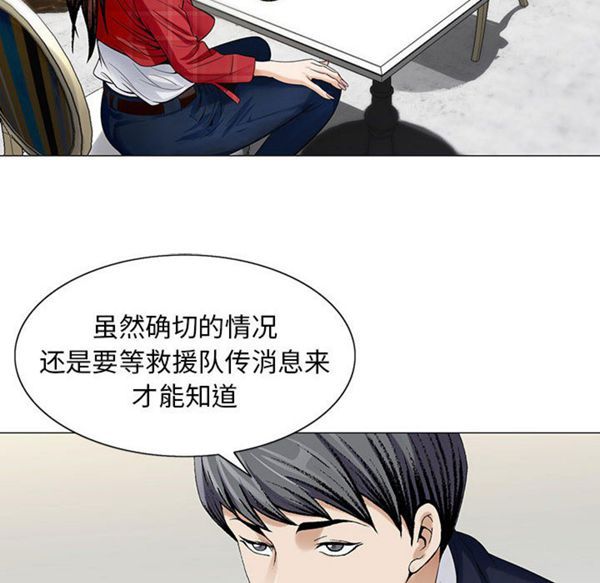 虽然确切的情况
还是要等救援队传消息来
才能知道